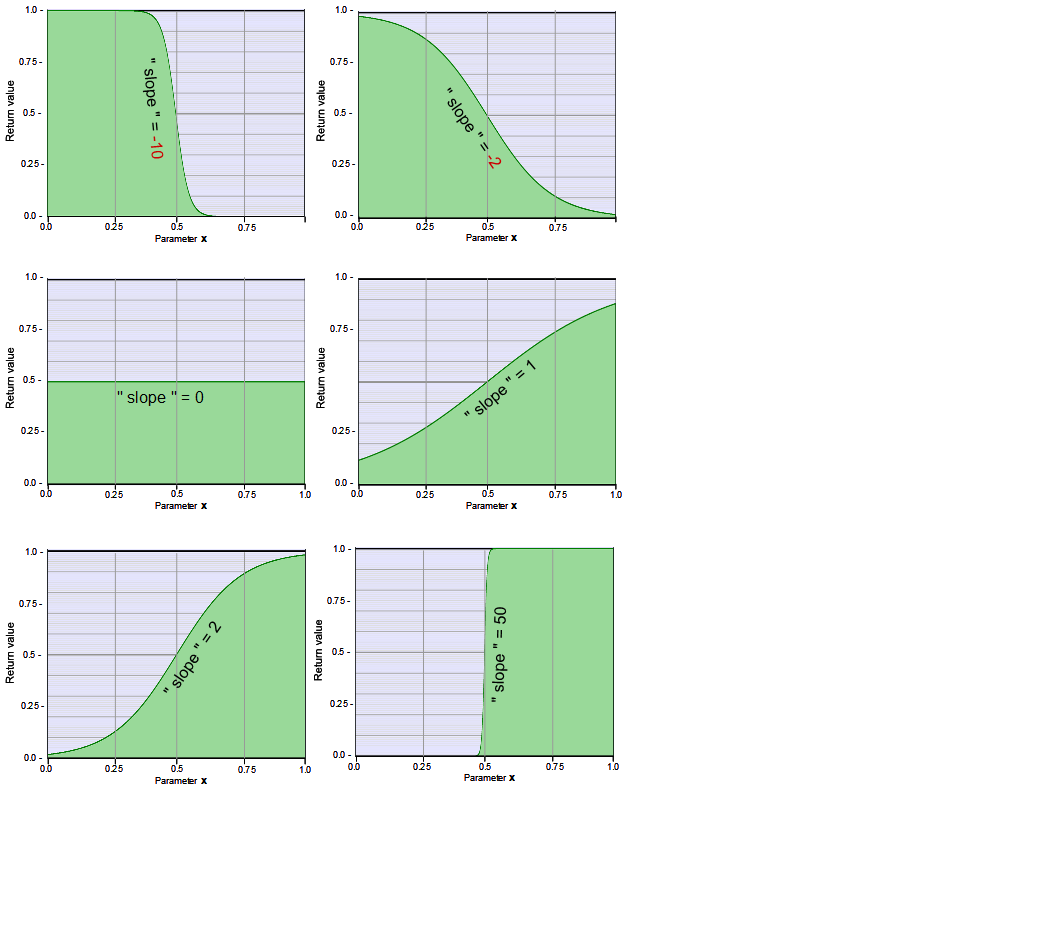 1.0 -
0.75 -
0.5 -
0.25 -
0.0 -
Return value
" slope " = -10
0.0 0.25 0.5 0.75
Parameter x
1.0 -
0.75 -
0.5 -
0.25 -
0.0 -
Return value
" slope " = -2
0.0 0.25 0.5 0.75
Parameter x
1.0 -
0.75 -
0.5 -
0.25 -
0.0 -
Return value
" slope " = 0
0.0 0.25 0.5 0.75 1.0
Parameter x
1.0 -
0.75 -
0.25 -
0.0 -
Return value
" slope " = 1
0.0 0.25 0.5 0.75 1.0
Parameter x
1.0 -
0.75 -
0.5 -
0.25 -
0.0 -
Return value
" slope " = 2
0.0 0.25 0.5 0.75 1.0
Parameter x
1.0 -
0.75 -
0.5 -
0.25 -
0.0 -
Return value
" slope " = 50
0.0 0.25 0.5 0.75 1.0
Parameter x